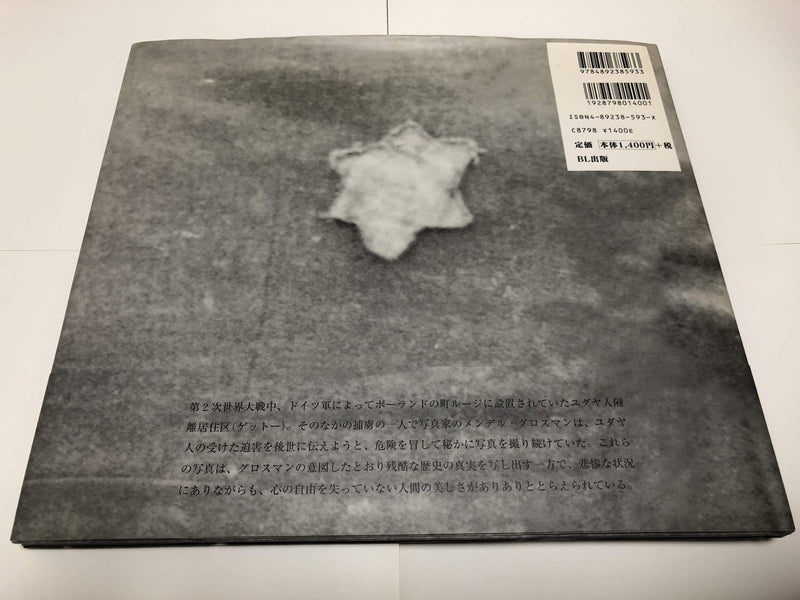 9784892385933
1928798014001
ISBN4-89238-593-X
C8798 ¥1400E
定価 本体1,400円+税
BL出版
第2次世界大戦中、ドイツ軍によってポーランドの町ルージに設置されていたユダヤ人隔
離居住区(ゲットー)。そのなかの捕虜の一人で写真家のメンデル・グロスマンは、ユダヤ
人の受けた迫害を後世に伝えようと、危険を冒して秘かに写真を撮り続けていた。これら
の写真は、グロスマンの意図したとおり残酷な歴史の真実を写し出す一方で、悲惨な状況
にありながらも、心の自由を失っていない人間の美しさがありありととらえられている。